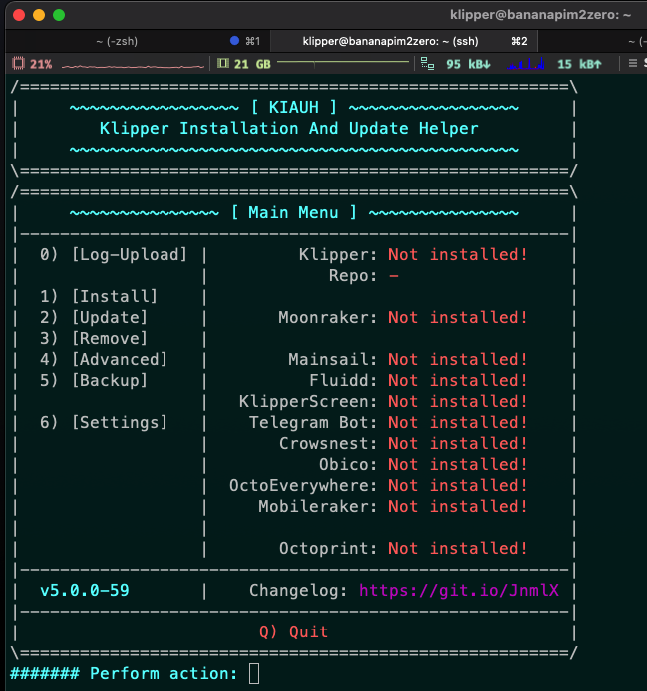 klipper@bananapim2zero: ~
~ (-zsh) ⌘1 klipper@bananapim2zero: ~ (ssh) ⌘2 ~ (-
21% 21 GB 95 kB↓ 15 kB↑
/=======================================================\
| ~~~~~~~~~~~~~~~~~ [ KIAUH ] ~~~~~~~~~~~~~~~~~ |
| Klipper Installation And Update Helper |
| ~~~~~~~~~~~~~~~~~~~~~~~~~~~~~~~~~~~~~~~~~~~ |
\=======================================================/
/=======================================================\
| ~~~~~~~~~~~~~~~ [ Main Menu ] ~~~~~~~~~~~~~~~ |
|-------------------------------------------------------|
| 0) [Log-Upload] | Klipper: Not installed! |
| | Repo: - |
| 1) [Install] | |
| 2) [Update] | Moonraker: Not installed! |
| 3) [Remove] | |
| 4) [Advanced] | Mainsail: Not installed! |
| 5) [Backup] | Fluidd: Not installed! |
| | KlipperScreen: Not installed! |
| 6) [Settings] | Telegram Bot: Not installed! |
| | Crowsnest: Not installed! |
| | Obico: Not installed! |
| | OctoEverywhere: Not installed! |
| | Mobileraker: Not installed! |
| | |
| | Octoprint: Not installed! |
|-------------------------------------------------------|
| v5.0.0-59 | Changelog: https://git.io/JnmlX |
|-------------------------------------------------------|
| Q) Quit |
\=======================================================/
####### Perform action: